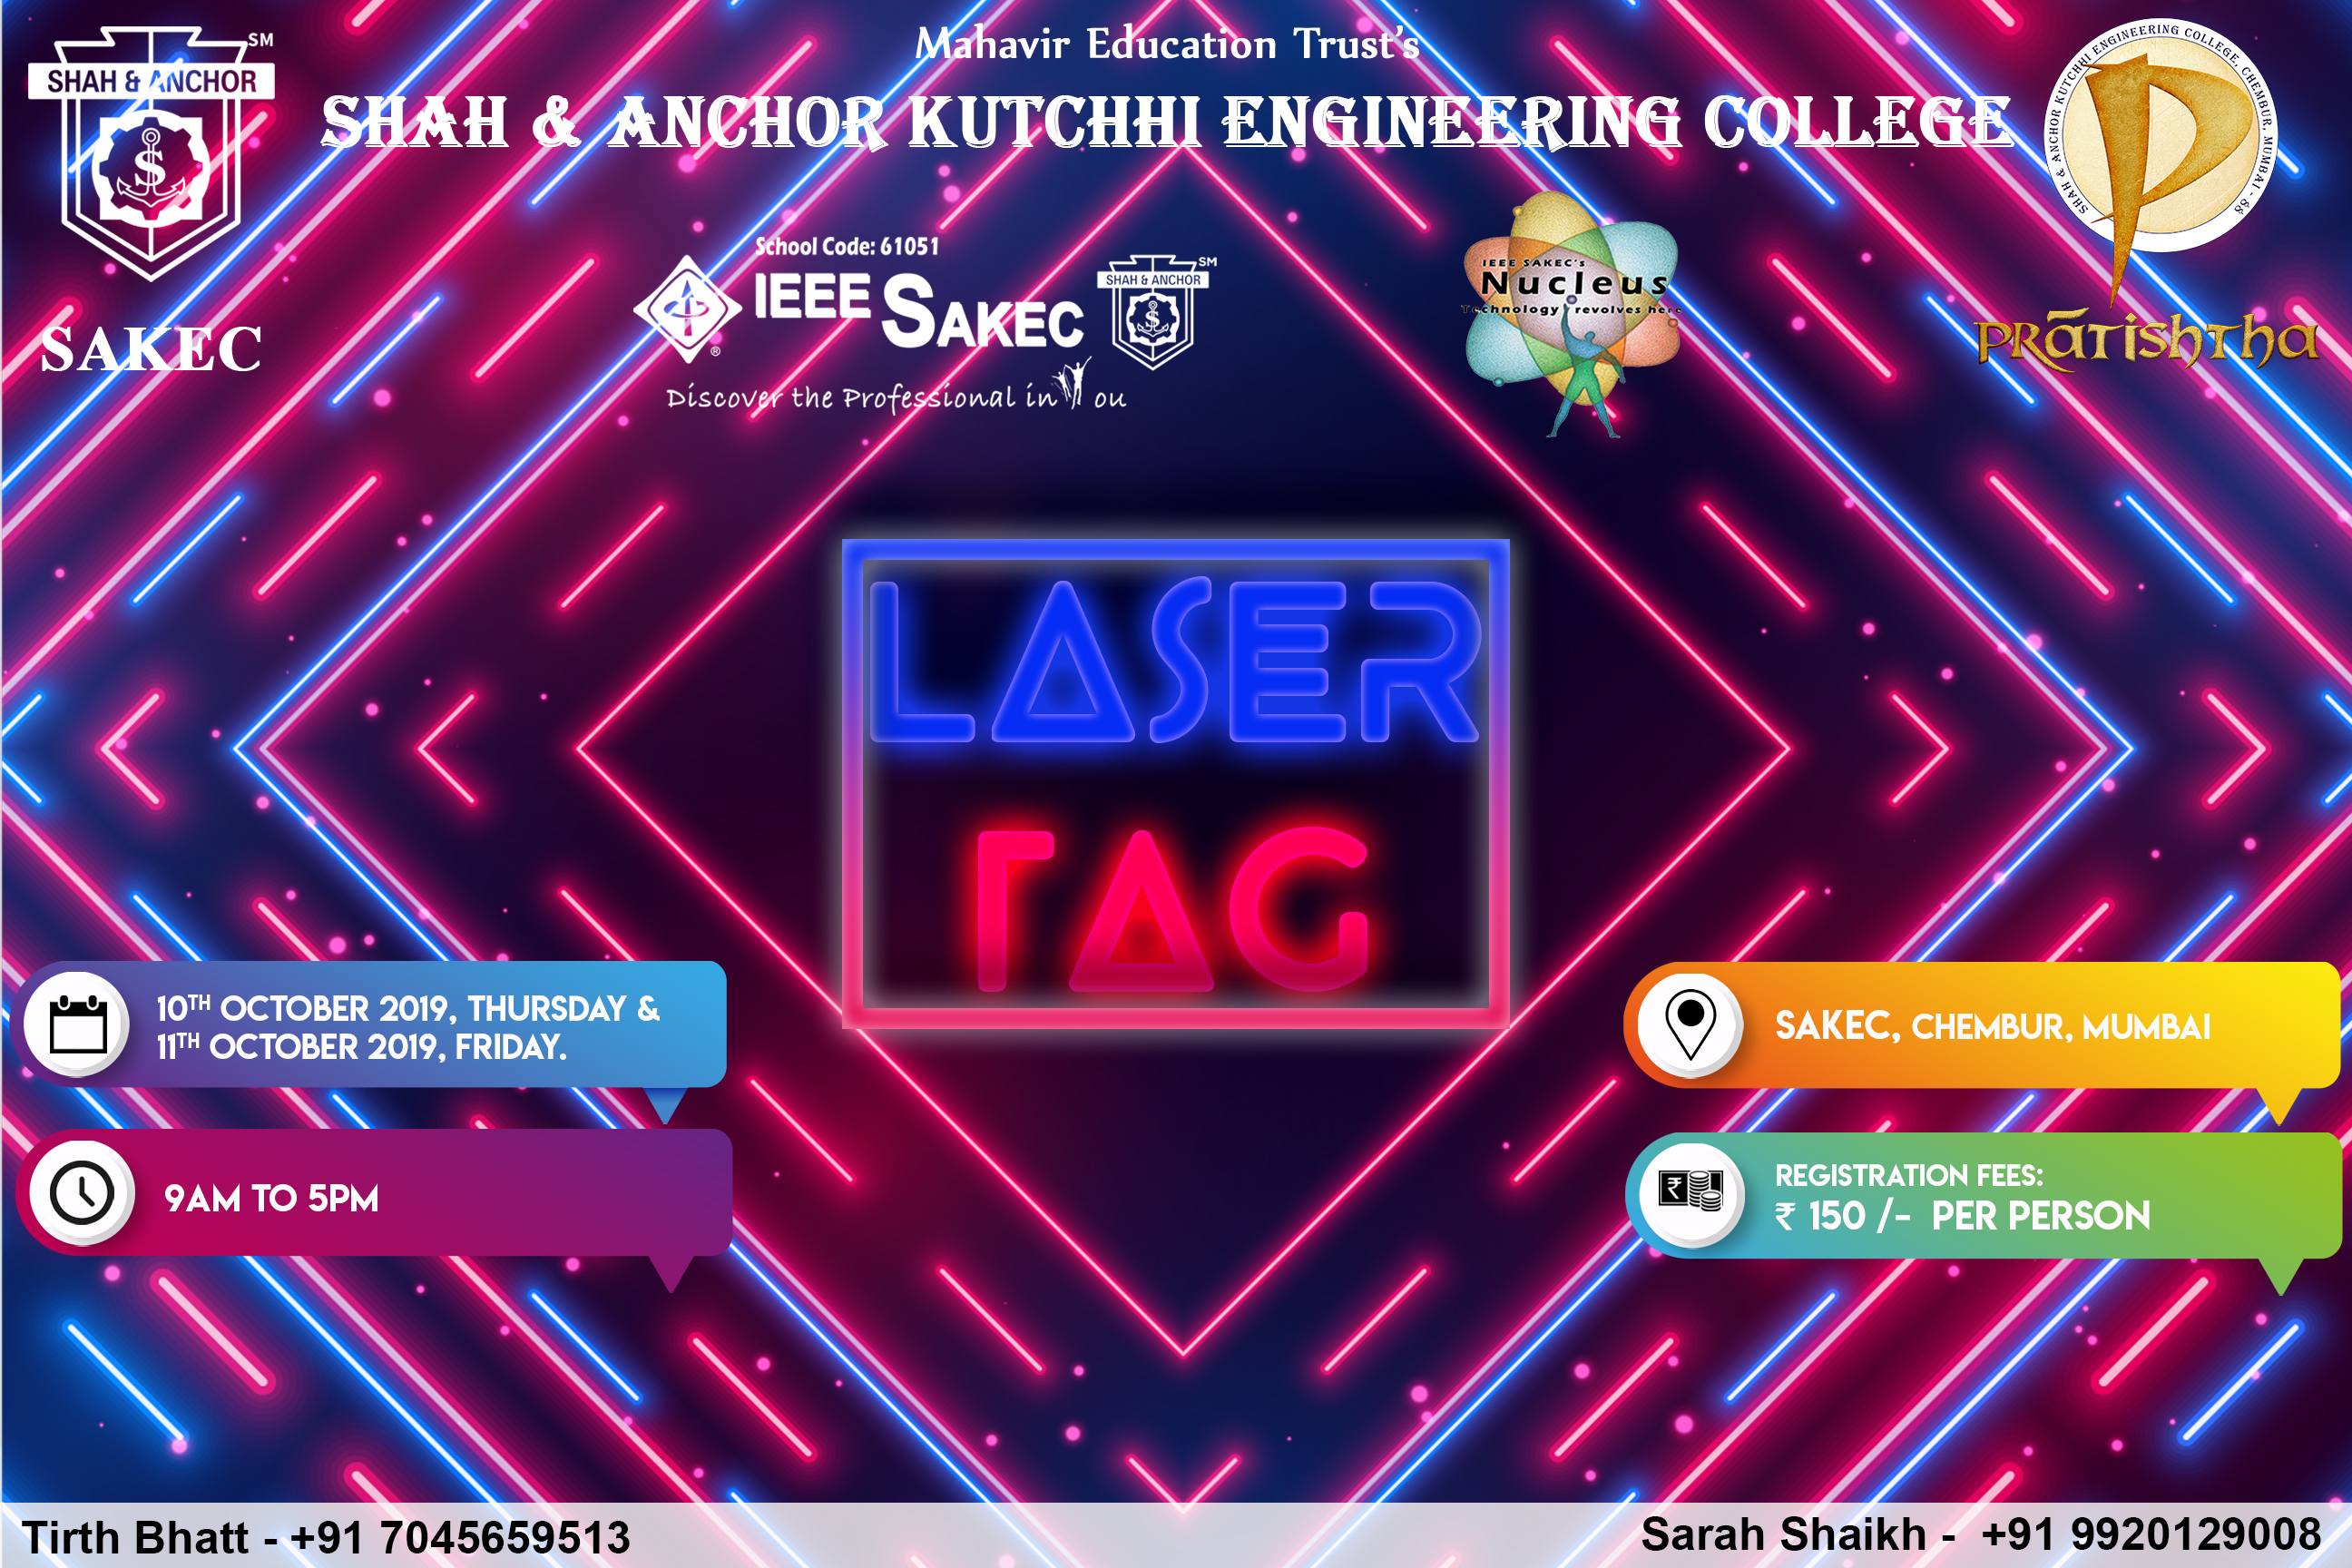 Mahavir Education Trust's
SHAH & ANCHOR KUTCHHI ENGINEERING COLLEGE
SM
SHAH & ANCHOR
S
SAKEC
School Code: 61051
IEEE SAKEC
®
SM
SHAH & ANCHOR
S
Discover the Professional in You
IEEE SAKEC's
Nucleus
Technology revolves here
SHAH & ANCHOR KUTCHHI ENGINEERING COLLEGE, CHEMBUR, MUMBAI - 88
P
PRĀTISHTHA
LASER
TAG
10TH OCTOBER 2019, THURSDAY &
11TH OCTOBER 2019, FRIDAY.
9AM TO 5PM
SAKEC, CHEMBUR, MUMBAI
₹
REGISTRATION FEES:
₹ 150 /- PER PERSON
Tirth Bhatt - +91 7045659513
Sarah Shaikh - +91 9920129008